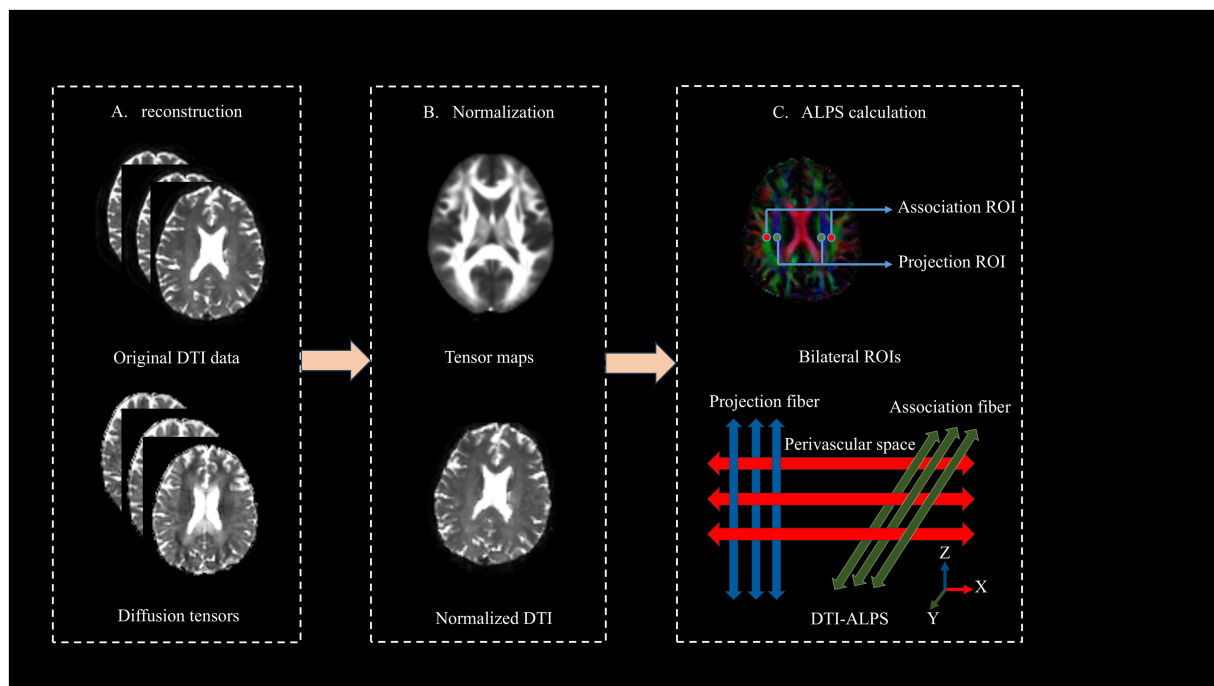 A. reconstruction
Original DTI data
Diffusion tensors
B. Normalization
Tensor maps
Normalized DTI
C. ALPS calculation
Association ROI
Projection ROI
Bilateral ROIs
Projection fiber
Association fiber
Perivascular space
Z
X
Y
DTI-ALPS